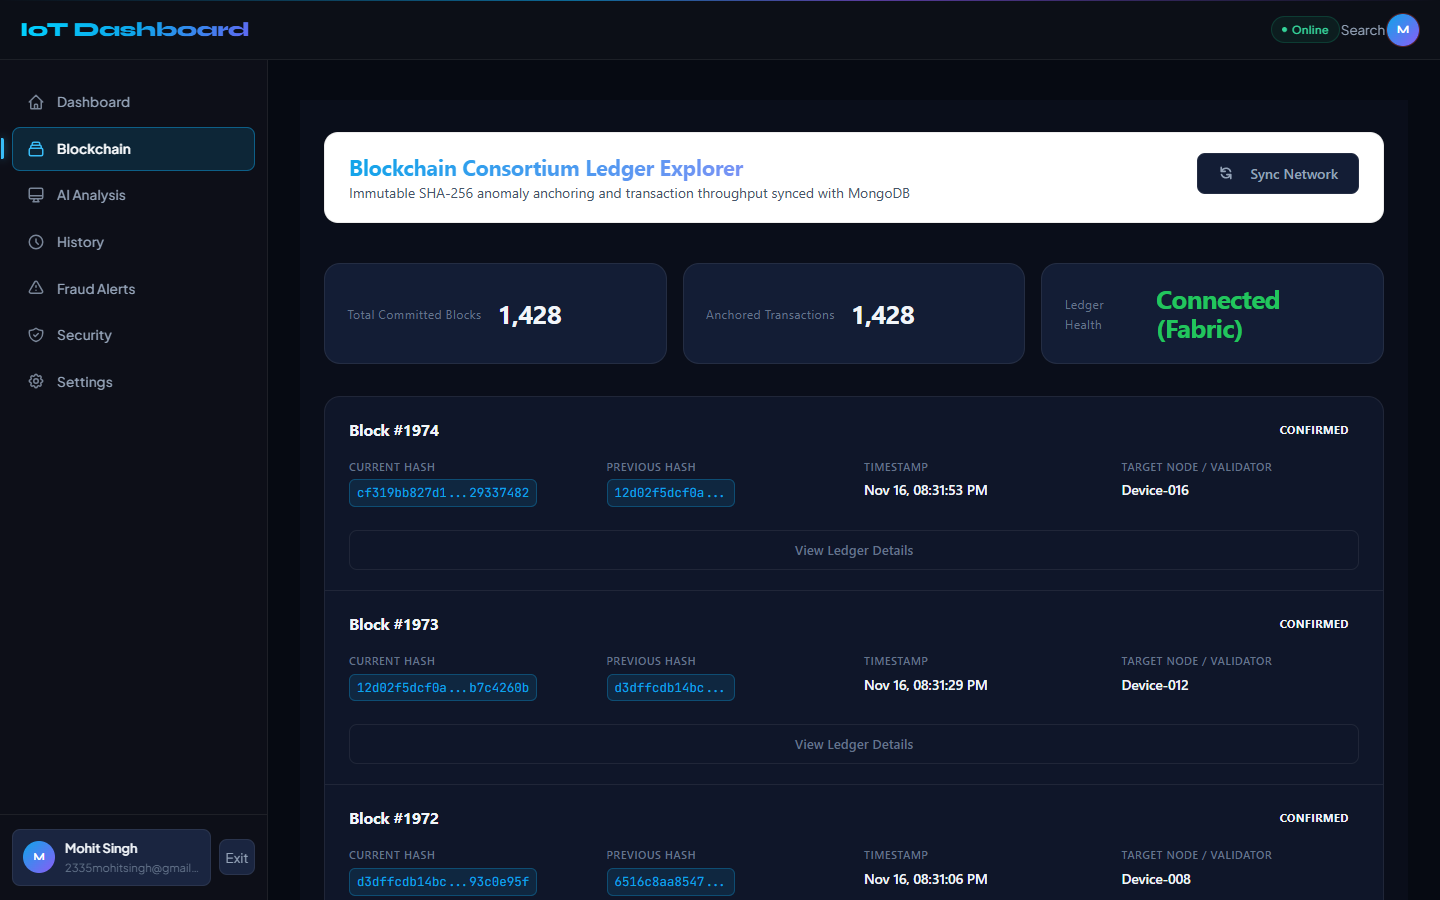 IoT Dashboard
Online
Search
M
Dashboard
Blockchain
AI Analysis
History
Fraud Alerts
Security
Settings
M
Mohit Singh
2335mohitsingh@gmail...
Exit
Blockchain Consortium Ledger Explorer
Immutable SHA-256 anomaly anchoring and transaction throughput synced with MongoDB
Sync Network
Total Committed Blocks 1,428
Anchored Transactions 1,428
Ledger
Health
Connected
(Fabric)
Block #1974
CONFIRMED
CURRENT HASH
cf319bb827d1...29337482
PREVIOUS HASH
12d02f5dcf0a...
TIMESTAMP
Nov 16, 08:31:53 PM
TARGET NODE / VALIDATOR
Device-016
View Ledger Details
Block #1973
CONFIRMED
CURRENT HASH
12d02f5dcf0a...b7c4260b
PREVIOUS HASH
d3dffcdb14bc...
TIMESTAMP
Nov 16, 08:31:29 PM
TARGET NODE / VALIDATOR
Device-012
View Ledger Details
Block #1972
CONFIRMED
CURRENT HASH
d3dffcdb14bc...93c0e95f
PREVIOUS HASH
6516c8aa8547...
TIMESTAMP
Nov 16, 08:31:06 PM
TARGET NODE / VALIDATOR
Device-008